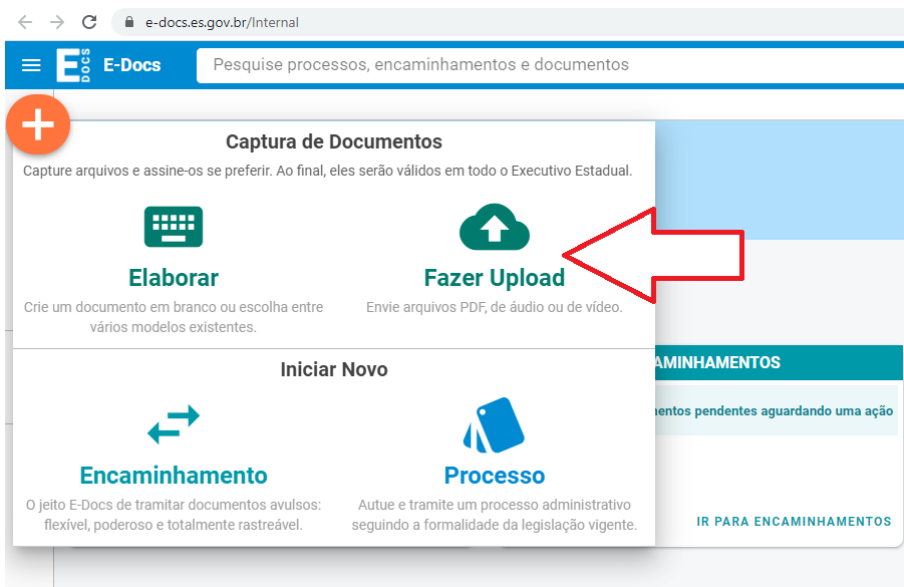 e-docs.es.gov.br/Internal
E-DOCS E-Docs Pesquise processos, encaminhamentos e documentos
Captura de Documentos
Capture arquivos e assine-os se preferir. Ao final, eles serão válidos em todo o Executivo Estadual.
Elaborar
Crie um documento em branco ou escolha entre
vários modelos existentes.
Fazer Upload
Envie arquivos PDF, de áudio ou de vídeo.
Iniciar Novo
Encaminhamento
O jeito E-Docs de tramitar documentos avulsos:
flexível, poderoso e totalmente rastreável.
Processo
Autue e tramite um processo administrativo
seguindo a formalidade da legislação vigente.
AMINHAMENTOS
entos pendentes aguardando uma ação
IR PARA ENCAMINHAMENTOS